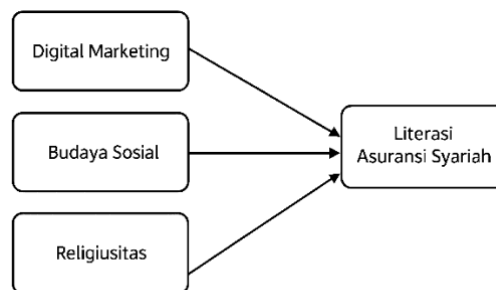 Digital Marketing
Budaya Sosial
Literasi
Asuransi Syariah
Religiusitas